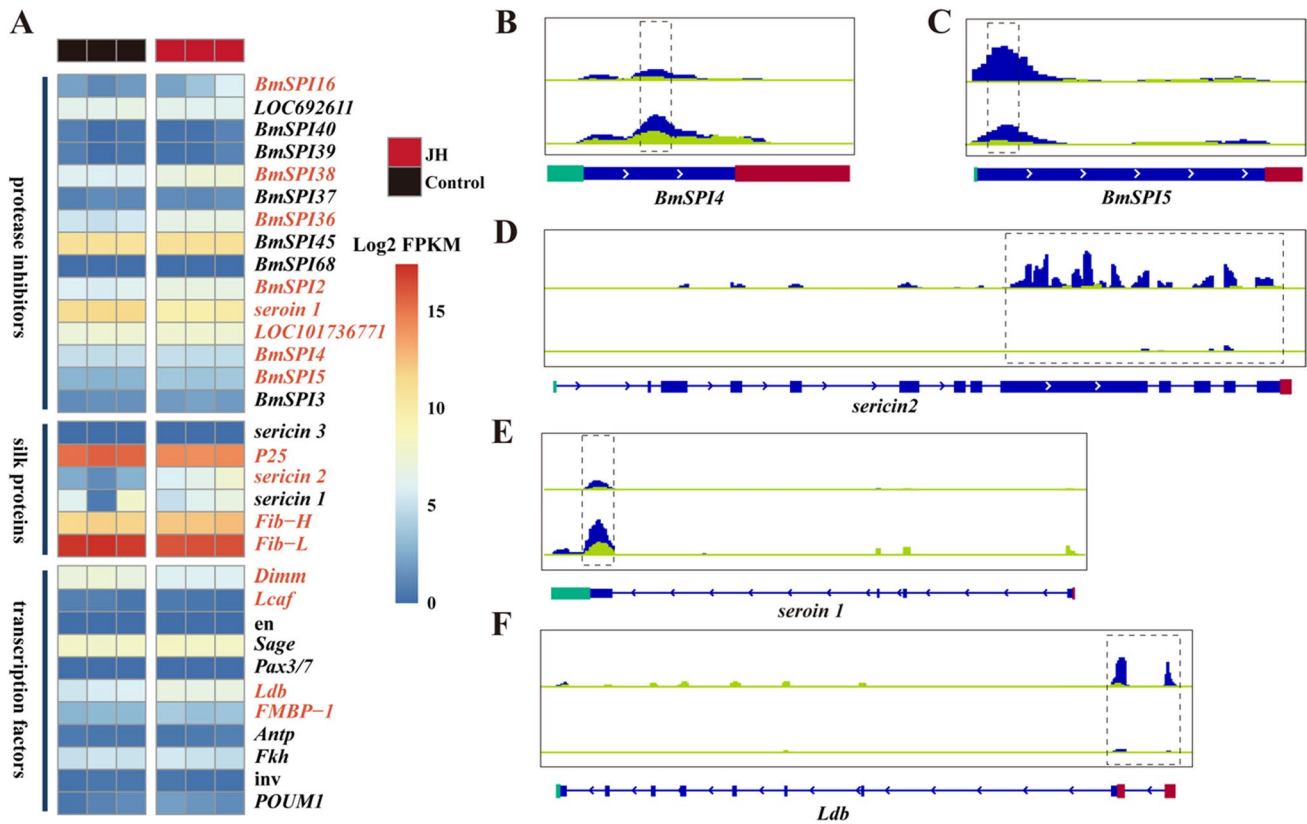 A
protease inhibitors
BmSPI16
LOC692611
BmSPI40
BmSPI39
BmSPI38
BmSPI37
BmSPI36
BmSPI45
BmSPI68
BmSPI2
seroin 1
LOC101736771
BmSPI4
BmSPI5
BmSPI3
silk proteins
sericin 3
P25
sericin 2
sericin 1
Fib−H
Fib−L
transcription factors
Dimm
Lcaf
en
Sage
Pax3/7
Ldb
FMBP−1
Antp
Fkh
inv
POUM1
JH
Control
Log2 FPKM
15
10
5
0
B
BmSPI4
C
BmSPI5
D
sericin2
E
seroin 1
F
Ldb